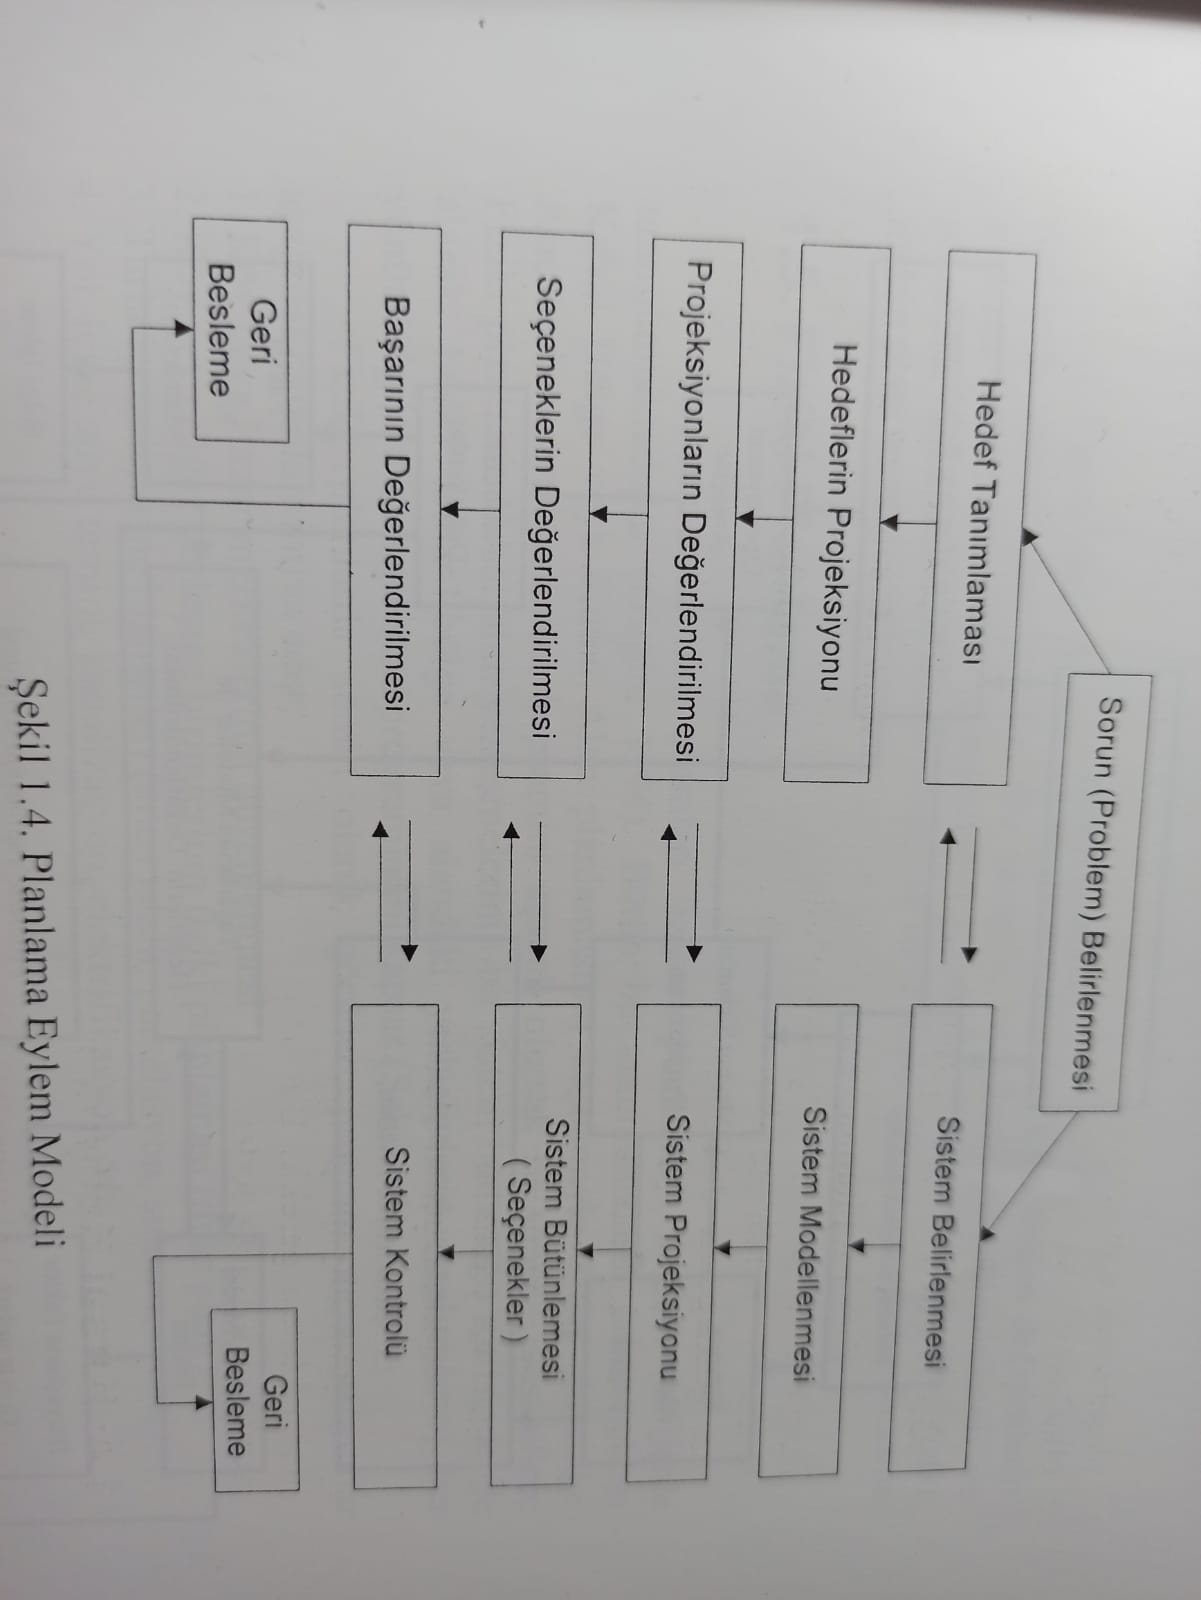 Sorun (Problem) Belirlenmesi
Hedef Tanımlaması
Sistem Belirlenmesi
Hedeflerin Projeksiyonu
Sistem Modellenmesi
Projeksiyonların Değerlendirilmesi
Sistem Projeksiyonu
Seçeneklerin Değerlendirilmesi
Sistem Bütünlemesi
( Seçenekler )
Başarının Değerlendirilmesi
Sistem Kontrolü
Geri
Besleme
Geri
Besleme
Şekil 1.4. Planlama Eylem Modeli